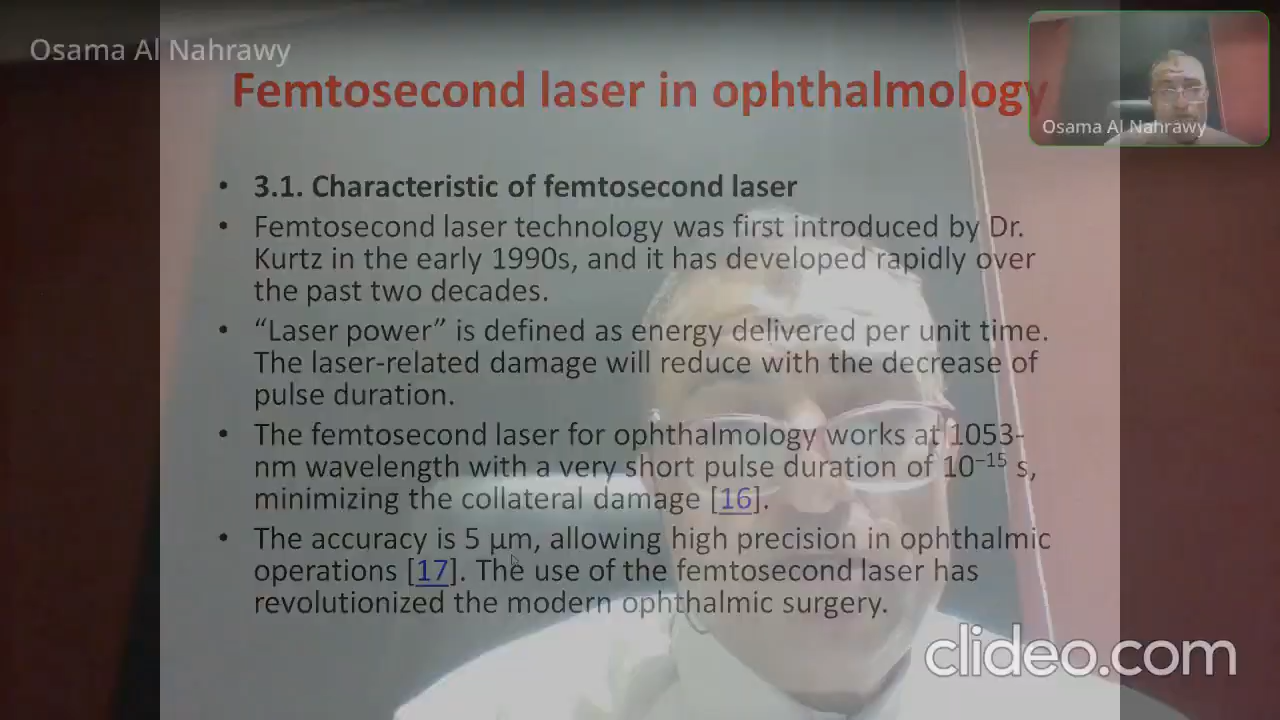 Osama Al Nahrawy
Femtosecond laser in ophthalmology
Osama Al Nahrawy
• 3.1. Characteristic of femtosecond laser
• Femtosecond laser technology was first introduced by Dr.
Kurtz in the early 1990s, and it has developed rapidly over
the past two decades.
• “Laser power” is defined as energy delivered per unit time.
The laser-related damage will reduce with the decrease of
pulse duration.
• The femtosecond laser for ophthalmology works at 1053-
nm wavelength with a very short pulse duration of 10⁻¹⁵ s,
minimizing the collateral damage [16].
• The accuracy is 5 μm, allowing high precision in ophthalmic
operations [17]. The use of the femtosecond laser has
revolutionized the modern ophthalmic surgery.
clideo.com